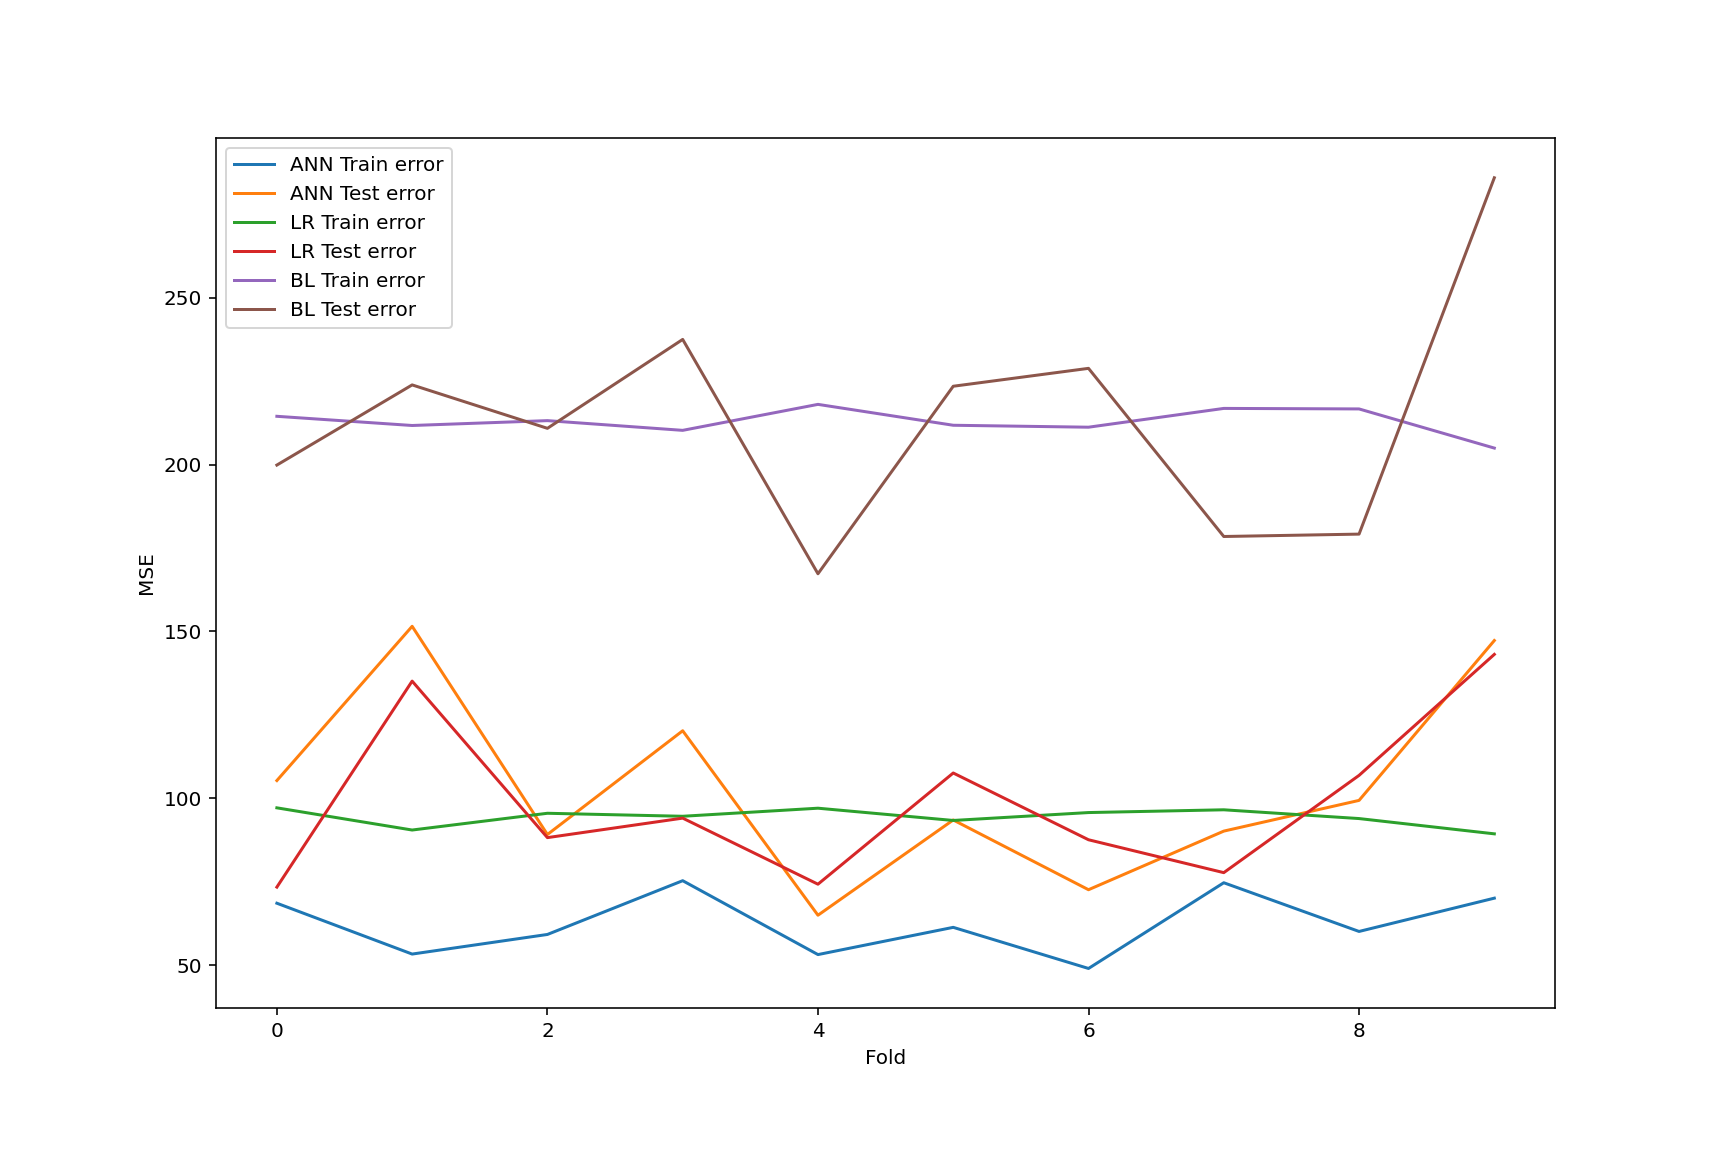 ANN Train error
ANN Test error
LR Train error
LR Test error
BL Train error
BL Test error
250
200
150
100
50
MSE
0 2 4 6 8
Fold